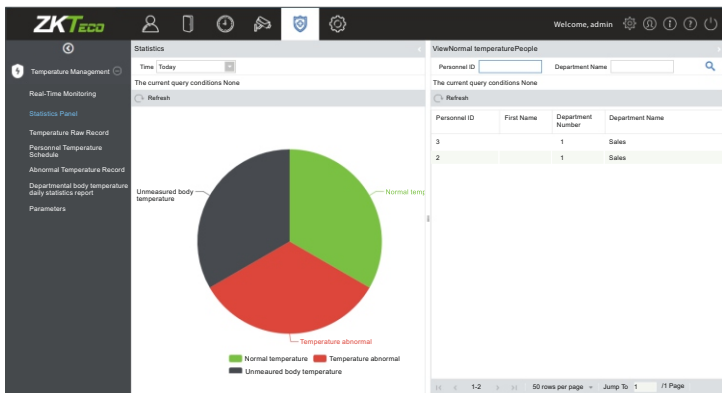 ZKTeco
Welcome, admin
Temperature Management
Real-Time Monitoring
Statistics Panel
Temperature Raw Record
Personnel Temperature
Schedule
Abnormal Temperature Record
Departmental body temperature
daily statistics report
Parameters
Statistics
Time Today
The current query conditions None
Refresh
Unmeasured body
temperature
Normal temp
Temperature abnormal
Normal temperature Temperature abnormal
Unmeaured body temperature
ViewNormal temperaturePeople
Personnel ID Department Name
The current query conditions None
Refresh
Personnel ID First Name Department
Number Department Name
3 1 Sales
2 1 Sales
1-2 50 rows per page Jump To 1 /1 Page